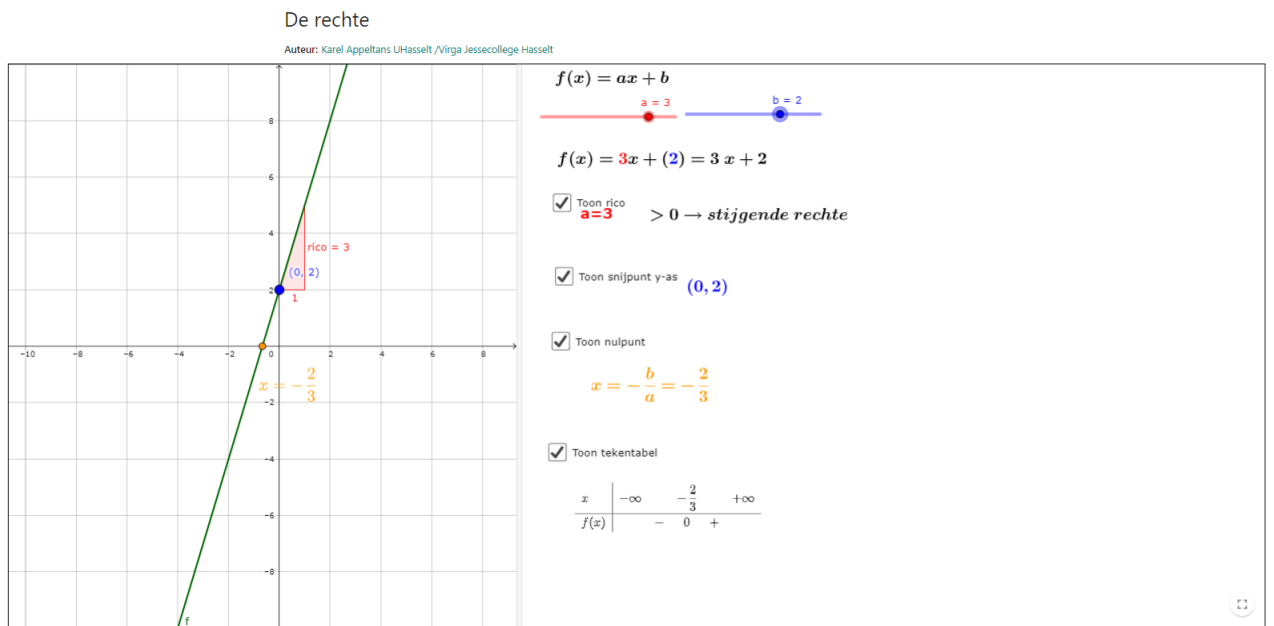 De rechte
Auteur: Karel Appeltans UHasselt /Virga Jessecollege Hasselt
f(x) = ax + b
a = 3
b = 2
f(x) = 3x + (2) = 3 x + 2
Toon rico
a=3
> 0 → stijgende rechte
Toon snijpunt y-as
(0, 2)
Toon nulpunt
x = − b/a = − 2/3
Toon tekentabel
x −∞ − 2/3 +∞
f(x) − 0 +
8
6
4
rico = 3
(0, 2)
2
1
−10 −8 −6 −4 −2 0 2 4 6 8
x = − 2/3
−2
−4
−6
−8
f